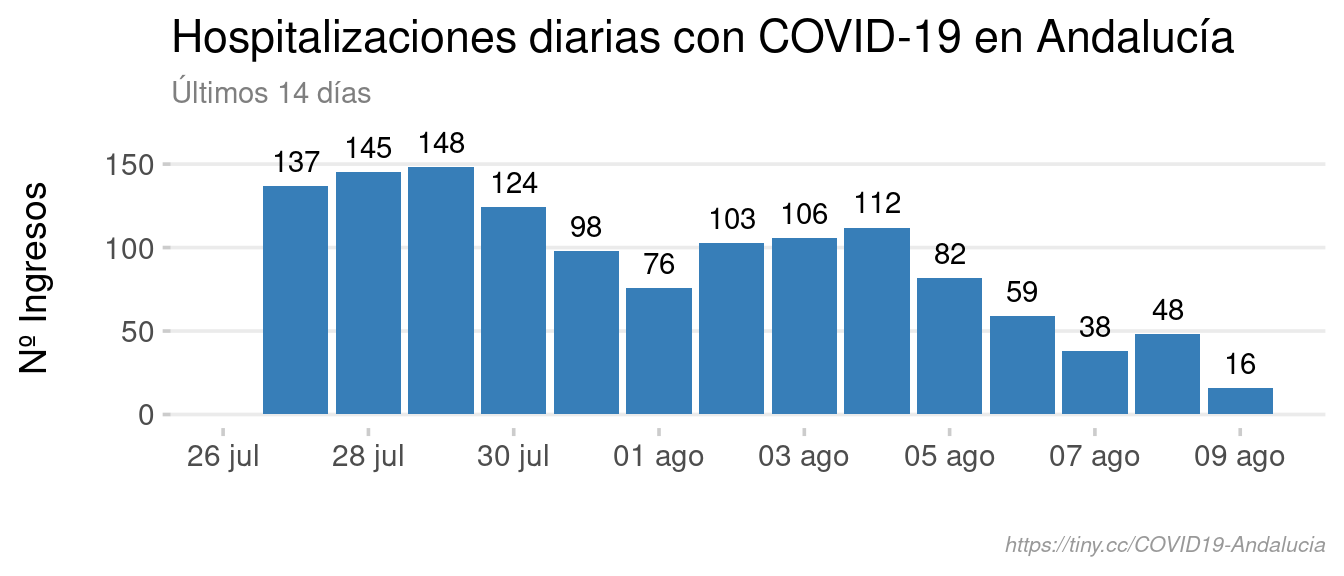 Hospitalizaciones diarias con COVID-19 en Andalucía
Últimos 14 días
Nº Ingresos
150
100
50
0
137
145
148
124
98
76
103
106
112
82
59
38
48
16
26 jul
28 jul
30 jul
01 ago
03 ago
05 ago
07 ago
09 ago
https://tiny.cc/COVID19-Andalucia